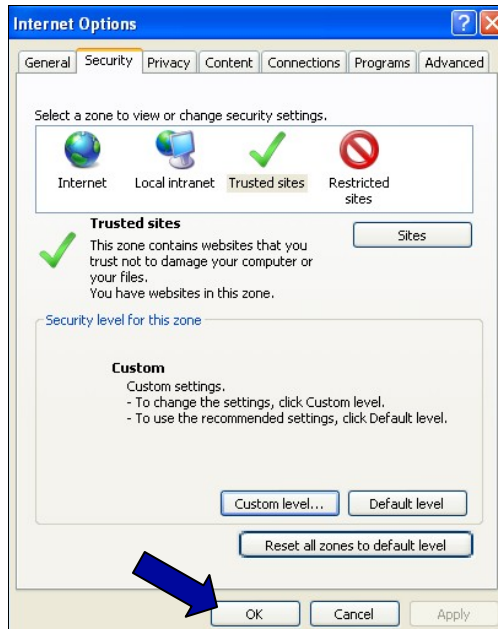 Internet Options
General Security Privacy Content Connections Programs Advanced
Select a zone to view or change security settings.
Internet Local intranet Trusted sites Restricted sites
Trusted sites
Sites
This zone contains websites that you
trust not to damage your computer or
your files.
You have websites in this zone.
Security level for this zone
Custom
Custom settings.
- To change the settings, click Custom level.
- To use the recommended settings, click Default level.
Custom level... Default level
Reset all zones to default level
OK Cancel Apply